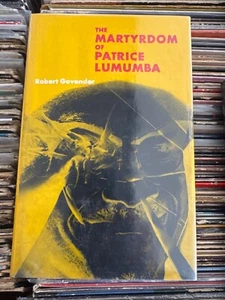 THE
MARTYRDOM
OF
PATRICE
LUMUMBA
Robert Govender